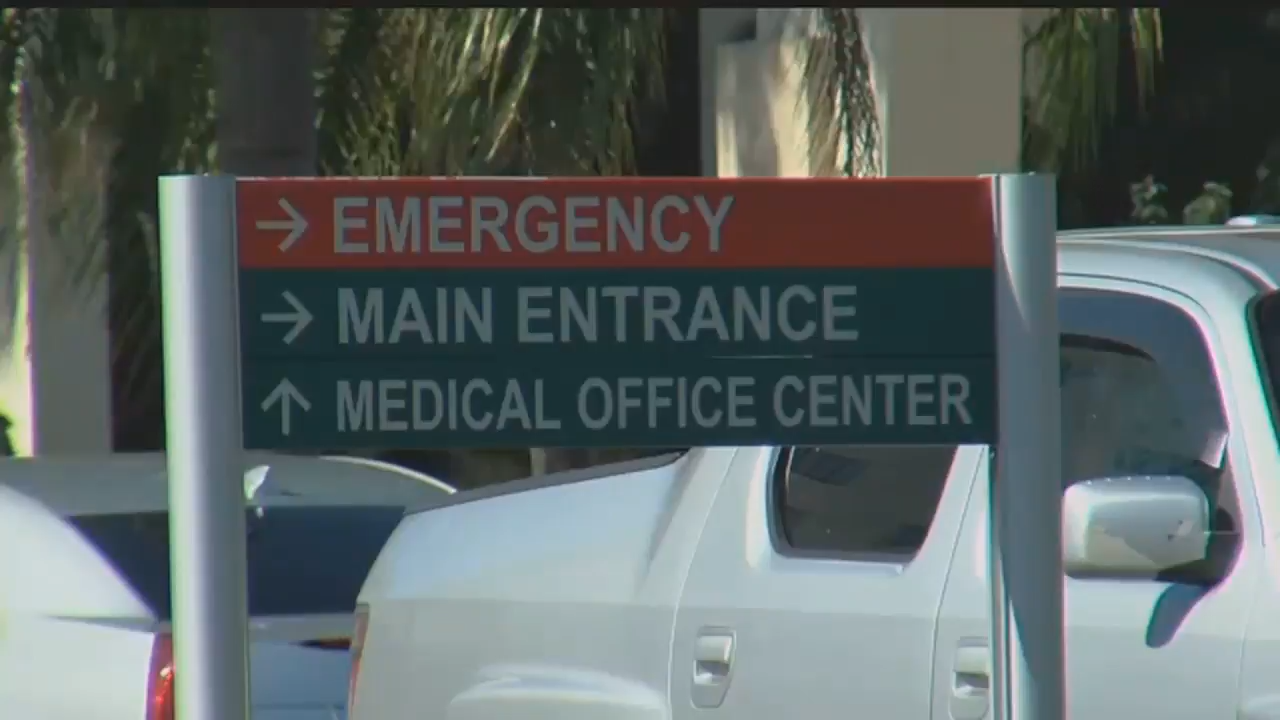 → EMERGENCY
→ MAIN ENTRANCE
↑ MEDICAL OFFICE CENTER